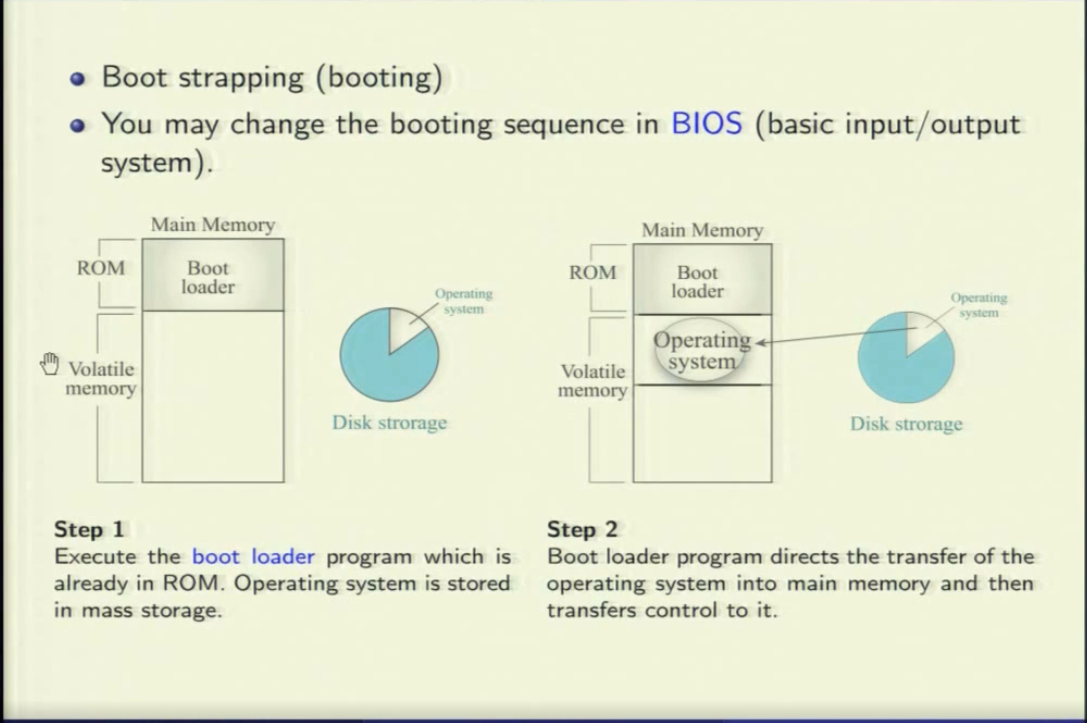 Boot strapping (booting)
You may change the booting sequence in BIOS (basic input/output
system).
Main Memory
ROM
Boot
loader
Operating
system
Volatile
memory
Disk strorage
Main Memory
ROM
Boot
loader
Operating
system
Operating
system
Volatile
memory
Disk strorage
Step 1
Execute the boot loader program which is
already in ROM. Operating system is stored
in mass storage.
Step 2
Boot loader program directs the transfer of the
operating system into main memory and then
transfers control to it.